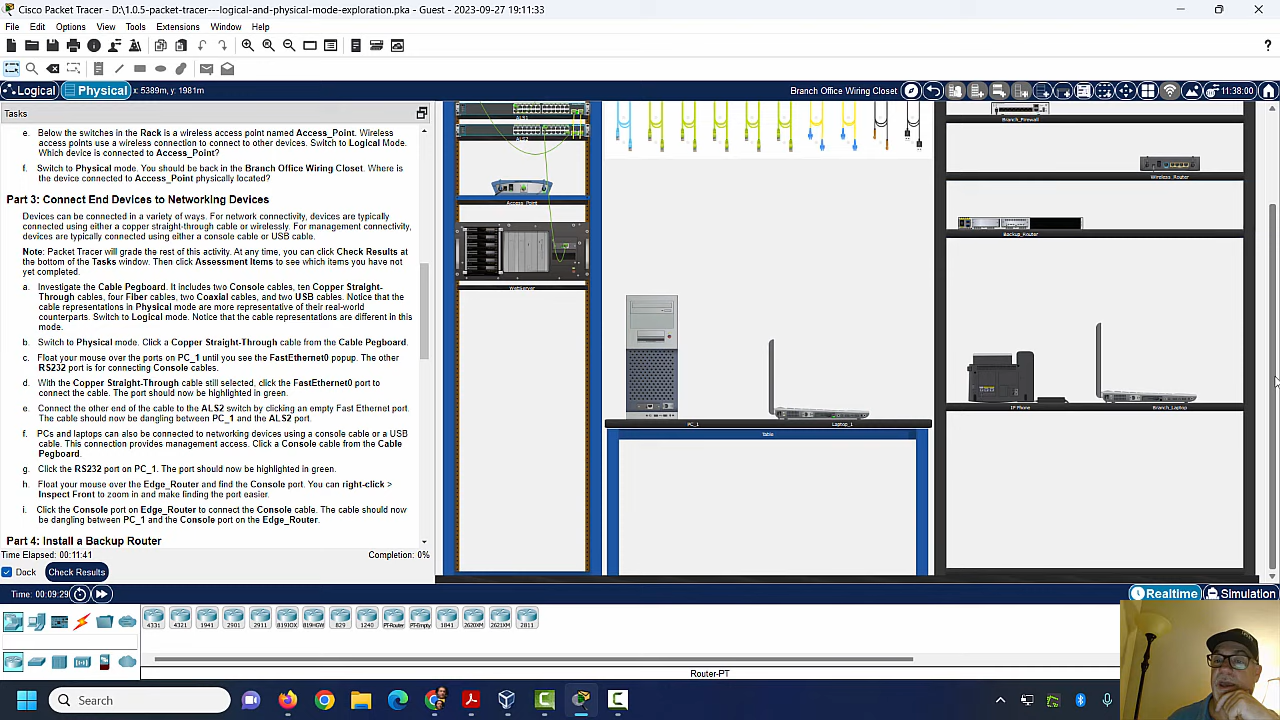 Cisco Packet Tracer - D:\1.0.5-packet-tracer---logical-and-physical-mode-exploration.pka - Guest - 2023-09-27 19:11:33
File Edit Options View Tools Extensions Window Help
Logical Physical x: 5389m, y: 1981m Branch Office Wiring Closet 11:38:00
Tasks
e. Below the switches in the Rack is a wireless access point named Access_Point. Wireless
access points use a wireless connection to connect to other devices. Switch to Logical Mode.
Which device is connected to Access_Point?
f. Switch to Physical mode. You should be back in the Branch Office Wiring Closet. Where is
the device connected to Access_Point physically located?
Part 3: Connect End Devices to Networking Devices
Devices can be connected in a variety of ways. For network connectivity, devices are typically
connected using either a copper straight-through cable or wirelessly. For management connectivity,
devices are typically connected using either a console cable or USB cable.
Note: Packet Tracer will grade the rest of this activity. At any time, you can click Check Results at
the bottom of the Tasks window. Then click Assessment Items to see which items you have not
yet completed.
a. Investigate the Cable Pegboard. It includes two Console cables, ten Copper Straight-
Through cables, four Fiber cables, two Coaxial cables, and two USB cables. Notice that the
cable representations in Physical mode are more representative of their real-world
counterparts. Switch to Logical mode. Notice that the cable representations are different in this
mode.
b. Switch to Physical mode. Click a Copper Straight-Through cable from the Cable Pegboard.
c. Float your mouse over the ports on PC_1 until you see the FastEthernet0 popup. The other
RS232 port is for connecting Console cables.
d. With the Copper Straight-Through cable still selected, click the FastEthernet0 port to
connect the cable. The port should now be highlighted in green.
e. Connect the other end of the cable to the ALS2 switch by clicking an empty Fast Ethernet port.
The cable should now be dangling between PC_1 and the ALS2 port.
f. PCs and laptops can also be connected to networking devices using a console cable or a USB
cable. This connection provides management access. Click a Console cable from the Cable
Pegboard.
g. Click the RS232 port on PC_1. The port should now be highlighted in green.
h. Float your mouse over the Edge_Router and find the Console port. You can right-click >
Inspect Front to zoom in and make finding the port easier.
i. Click the Console port on Edge_Router to connect the Console cable. The cable should now
be dangling between PC_1 and the Console port on the Edge_Router.
Part 4: Install a Backup Router
Time Elapsed: 00:11:41 Completion: 0%
Dock Check Results
ALS1
ALS2
Access_Point
WebServer
PC_1 Laptop_1
Table
Branch_Firewall
Wireless_Router
Backup_Router
IP Phone Branch_Laptop
Time: 00:09:29 Realtime Simulation
4331 4321 1941 2901 2911 819IOX 819HGW 829 1240 PT-Router PT-Empty 1841 2620XM 2621XM 2811
Router-PT
Search